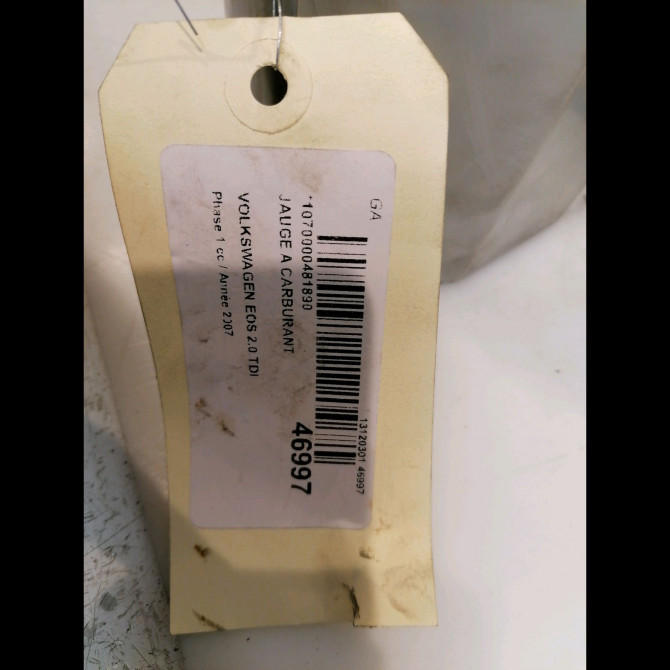 GA
13120301 46997
*1070000481890
46997
JAUGE A CARBURANT
VOLKSWAGEN EOS 2.0 TDI
Phase 1 cc / Année 2007